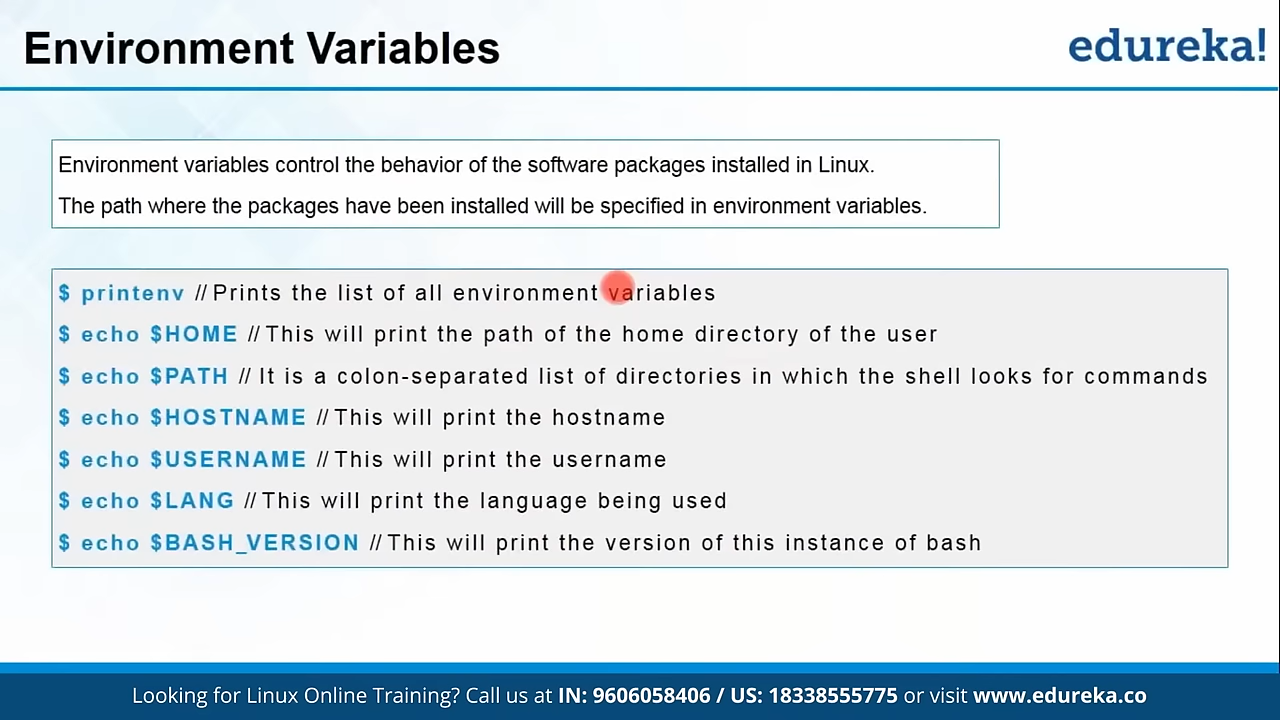 Environment Variables
edureka!
Environment variables control the behavior of the software packages installed in Linux.
The path where the packages have been installed will be specified in environment variables.
$ printenv // Prints the list of all environment variables
$ echo $HOME // This will print the path of the home directory of the user
$ echo $PATH // It is a colon-separated list of directories in which the shell looks for commands
$ echo $HOSTNAME // This will print the hostname
$ echo $USERNAME // This will print the username
$ echo $LANG // This will print the language being used
$ echo $BASH_VERSION // This will print the version of this instance of bash
Looking for Linux Online Training? Call us at IN: 9606058406 / US: 18338555775 or visit www.edureka.co